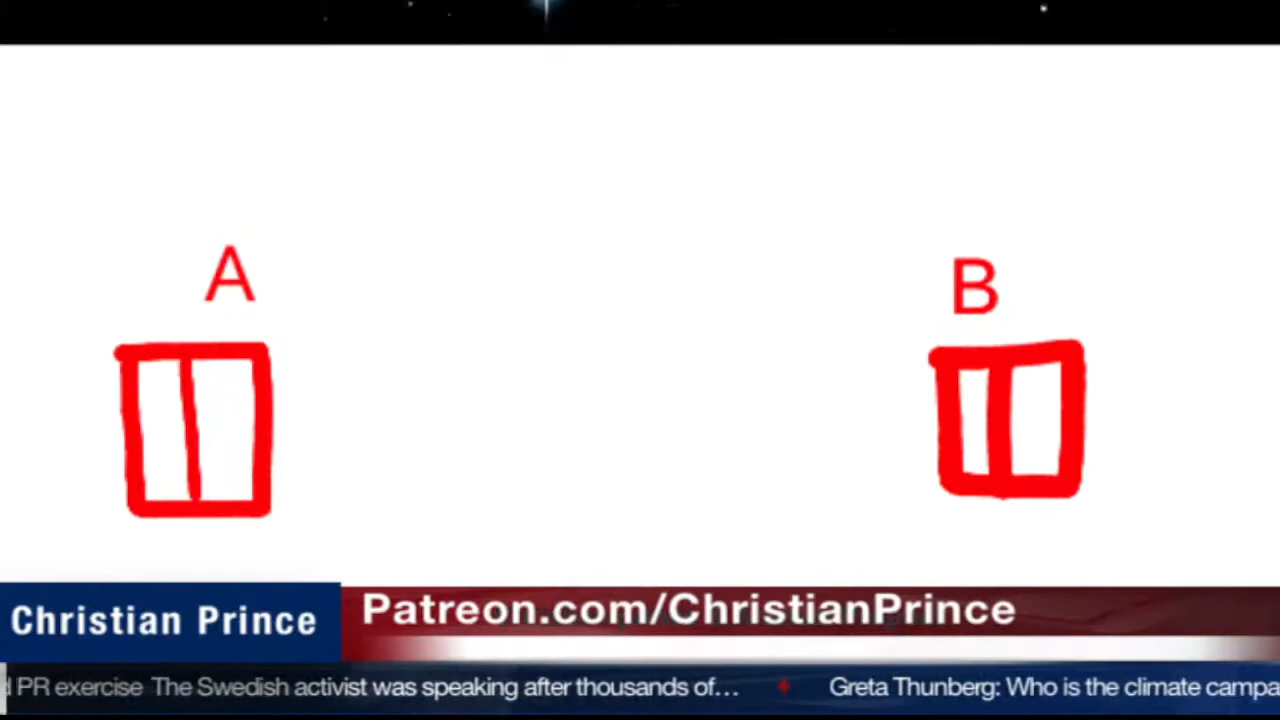 A
B
Christian Prince
Patreon.com/ChristianPrince
PR exercise The Swedish activist was speaking after thousands of... Greta Thunberg: Who is the climate